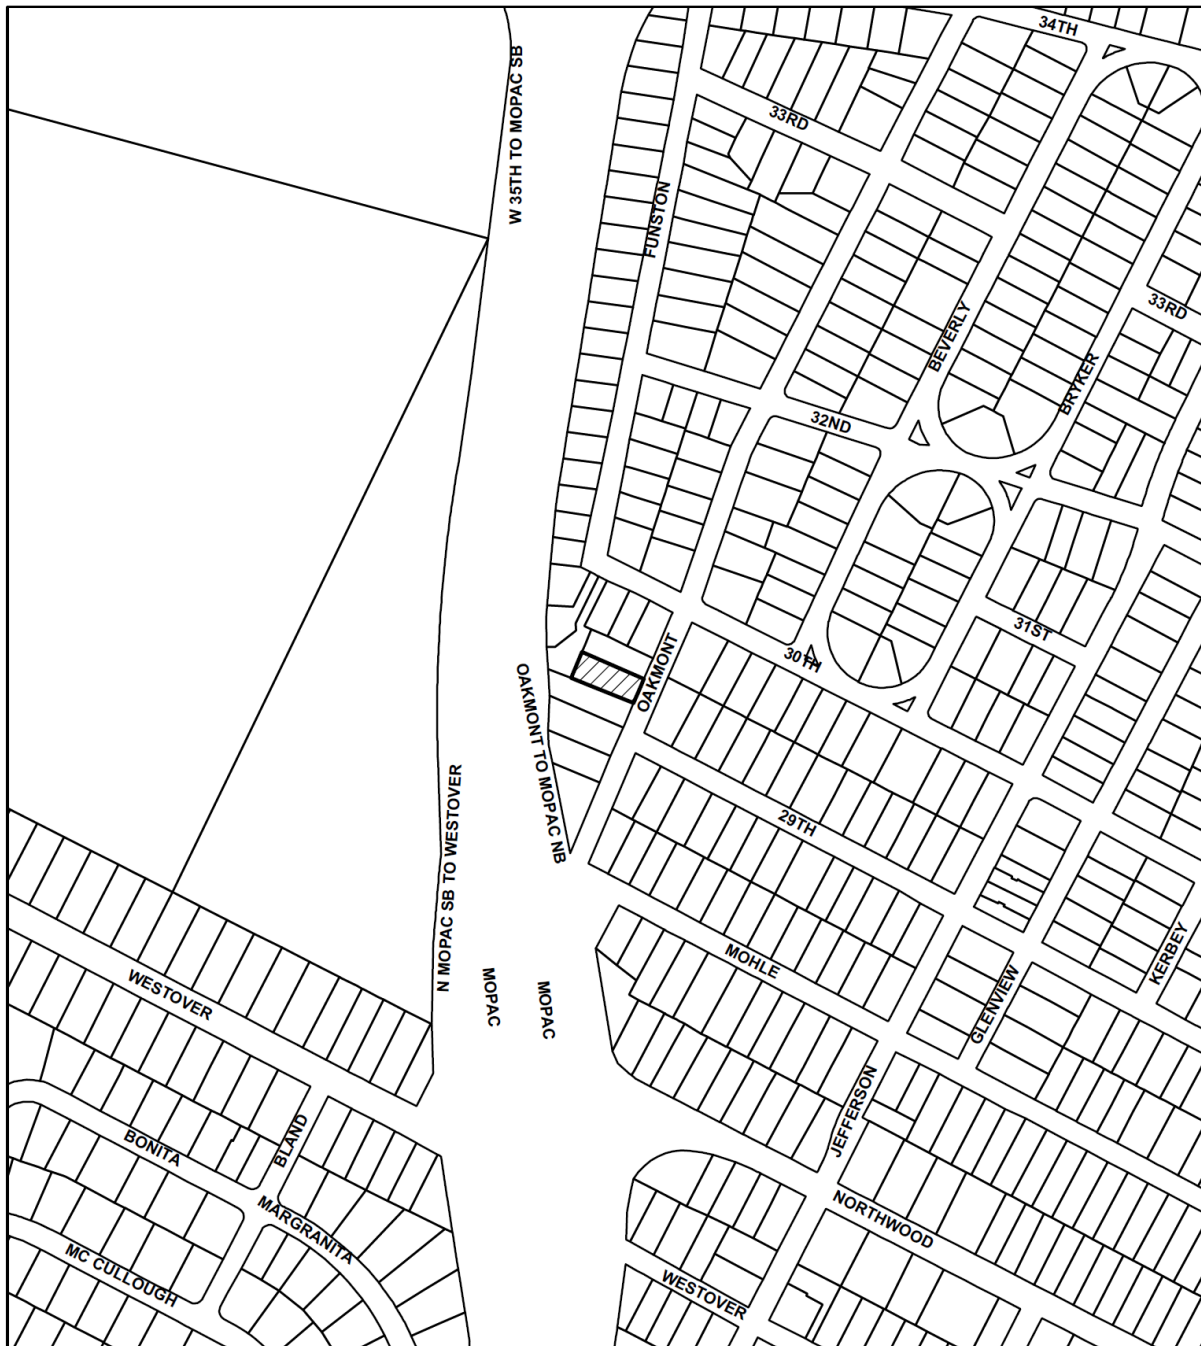 34TH
W 35TH TO MOPAC SB
33RD
FUNSTON
33RD
BEVERLY
BRYKER
32ND
31ST
30TH
OAKMONT
OAKMONT TO MOPAC NB
N MOPAC SB TO WESTOVER
29TH
MOHLE
KERBEY
GLENVIEW
WESTOVER
MOPAC
MOPAC
JEFFERSON
BLAND
BONITA
MARGRANITA
NORTHWOOD
MC CULLOUGH
WESTOVER